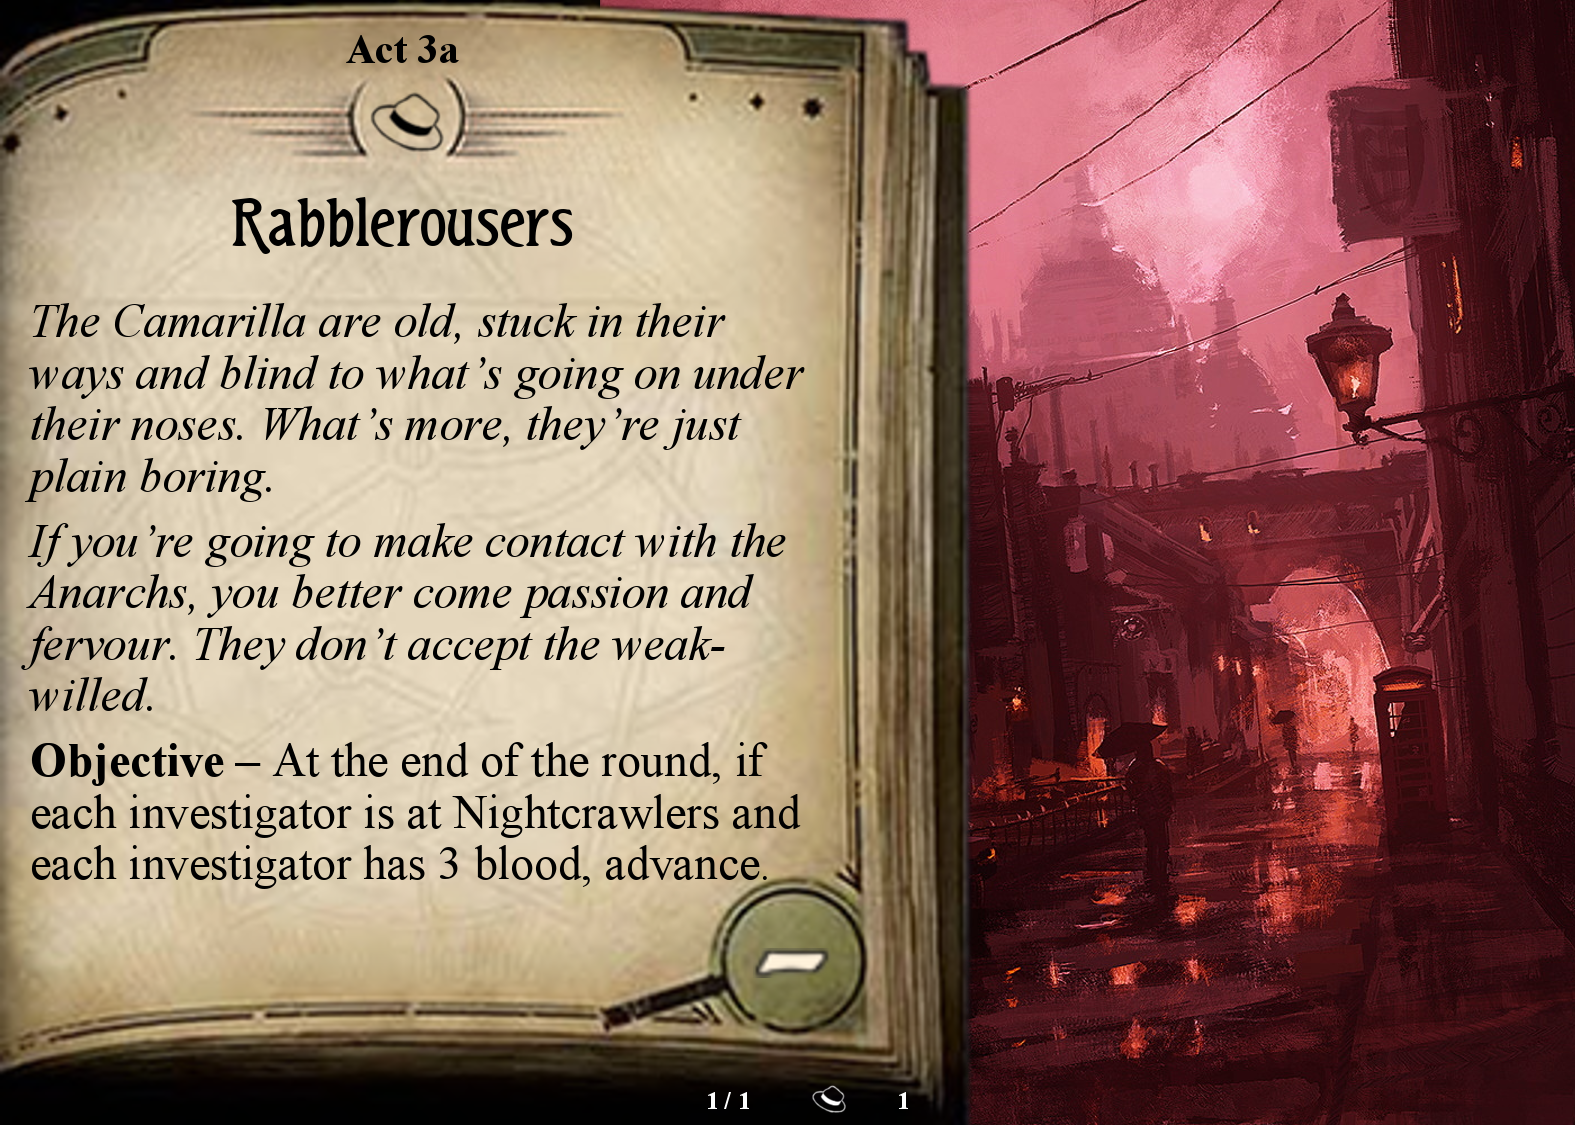 Act 3a
Rabblerousers
The Camarilla are old, stuck in their
ways and blind to what's going on under
their noses. What's more, they're just
plain boring.
If you're going to make contact with the
Anarchs, you better come passion and
fervour. They don't accept the weak-
willed.
Objective – At the end of the round, if
each investigator is at Nightcrawlers and
each investigator has 3 blood, advance.
–
1 / 1 1